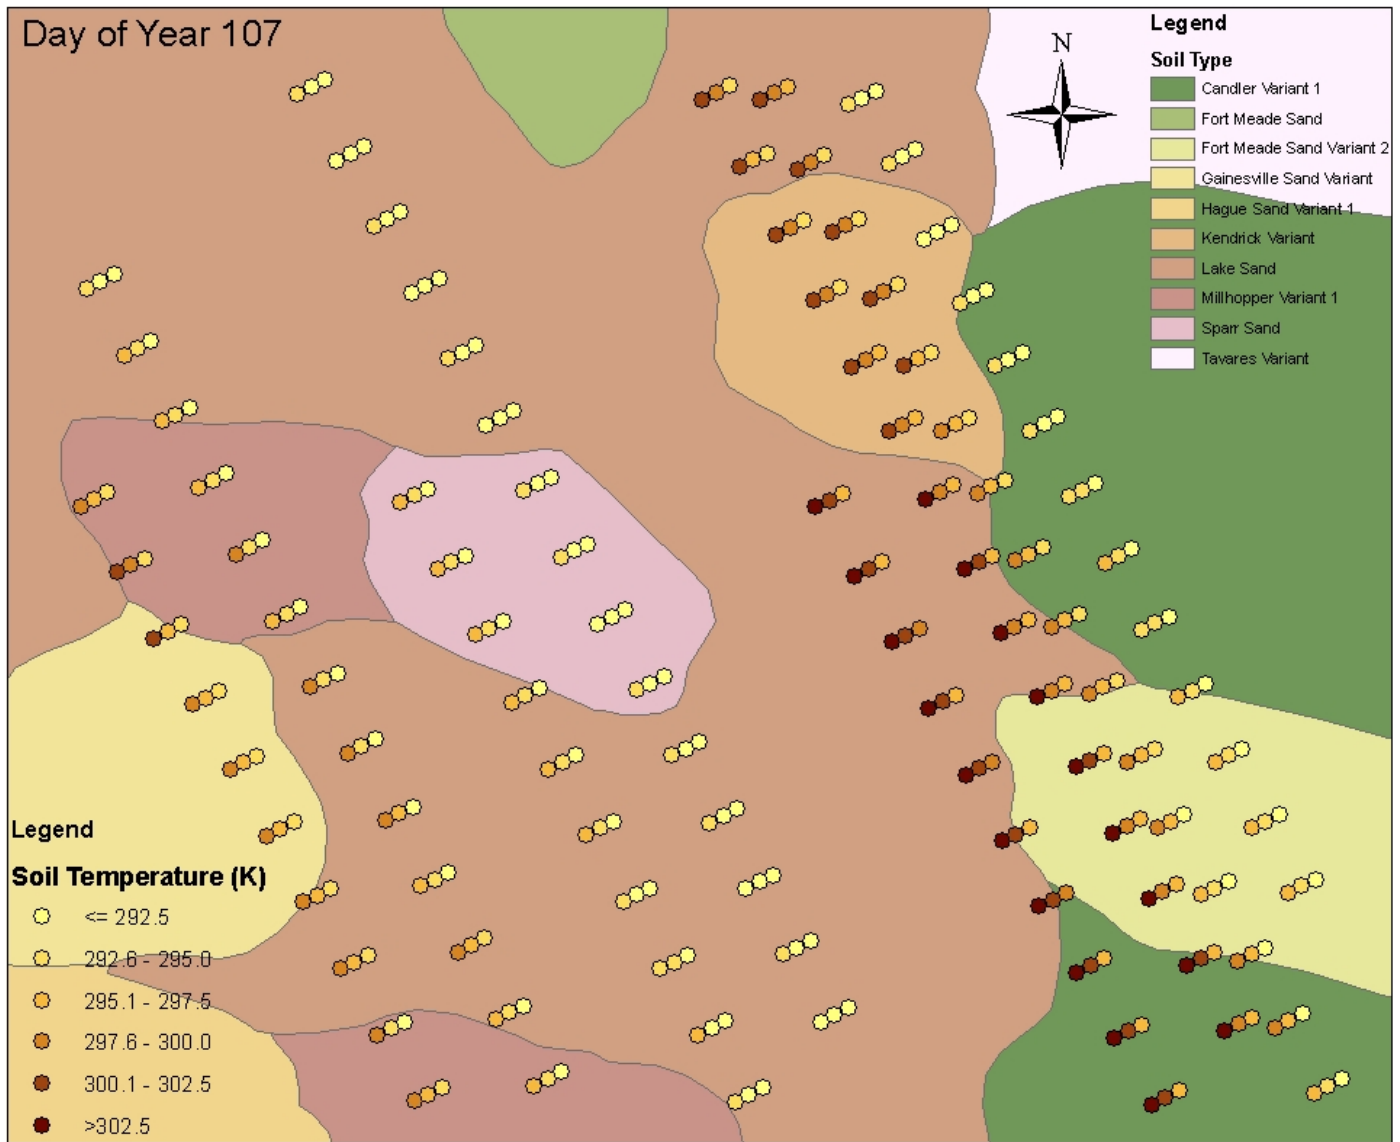 Day of Year 107
N
Legend
Soil Type
Candler Variant 1
Fort Meade Sand
Fort Meade Sand Variant 2
Gainesville Sand Variant
Hague Sand Variant 1
Kendrick Variant
Lake Sand
Millhopper Variant 1
Sparr Sand
Tavares Variant
Legend
Soil Temperature (K)
<= 292.5
292.6 - 295.0
295.1 - 297.5
297.6 - 300.0
300.1 - 302.5
>302.5